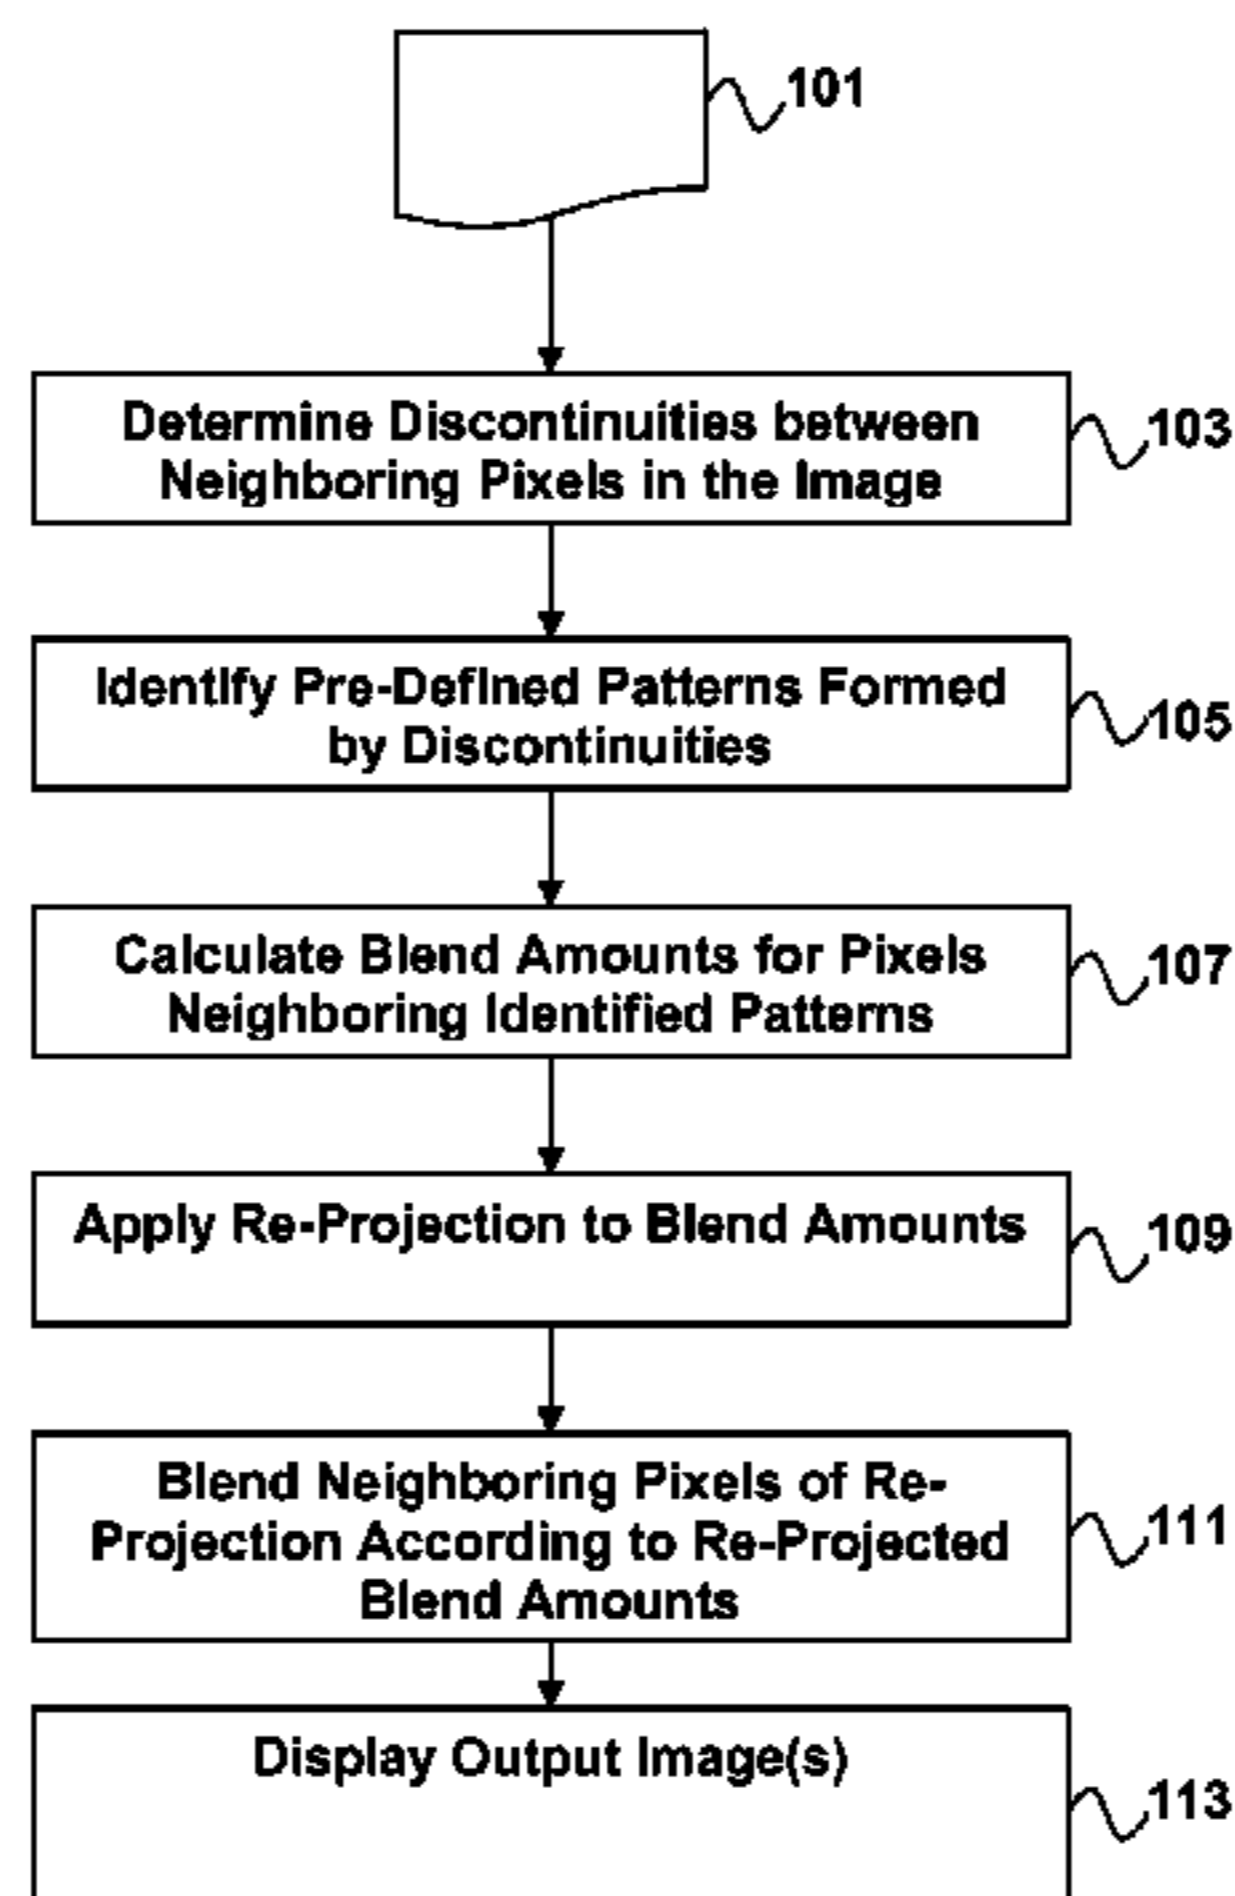 101
Determine Discontinuities between
Neighboring Pixels in the Image
103
Identify Pre-Defined Patterns Formed
by Discontinuities
105
Calculate Blend Amounts for Pixels
Neighboring Identified Patterns
107
Apply Re-Projection to Blend Amounts
109
Blend Neighboring Pixels of Re-
Projection According to Re-Projected
Blend Amounts
111
Display Output Image(s)
113